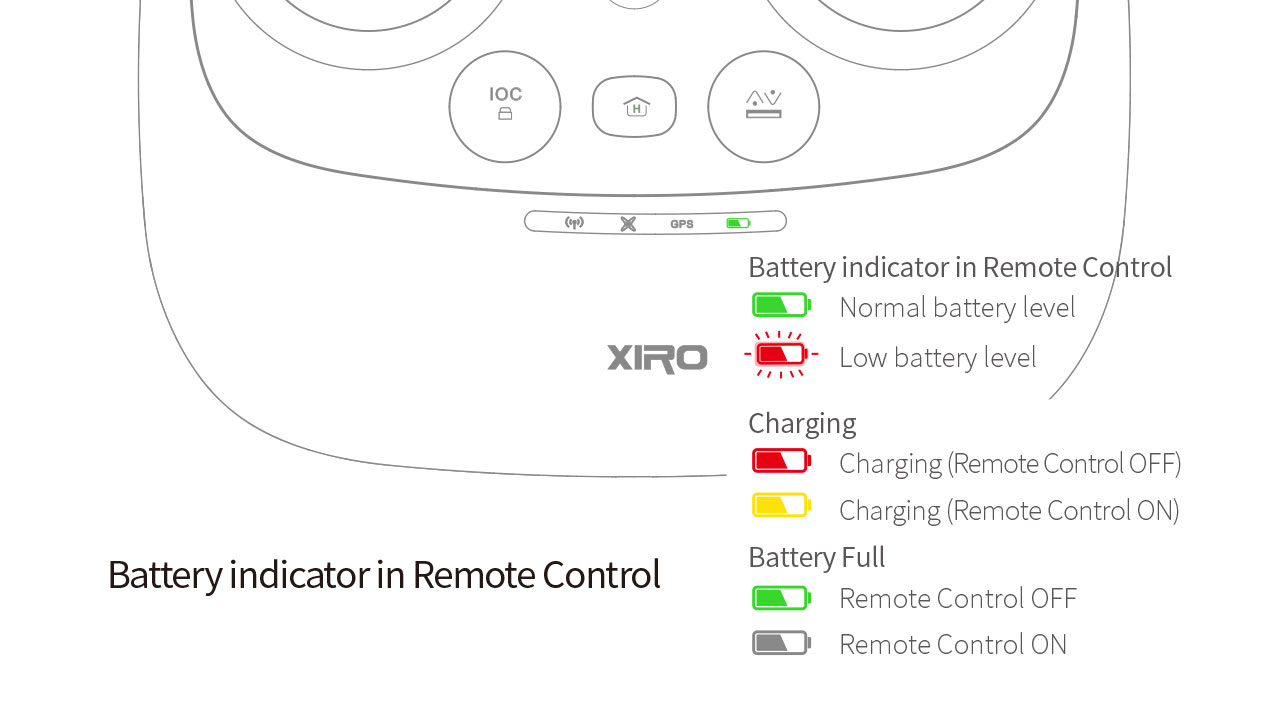 IOC
H
GPS
Battery indicator in Remote Control
Normal battery level
XIRO
Low battery level
Charging
Charging (Remote Control OFF)
Charging (Remote Control ON)
Battery Full
Battery indicator in Remote Control
Remote Control OFF
Remote Control ON